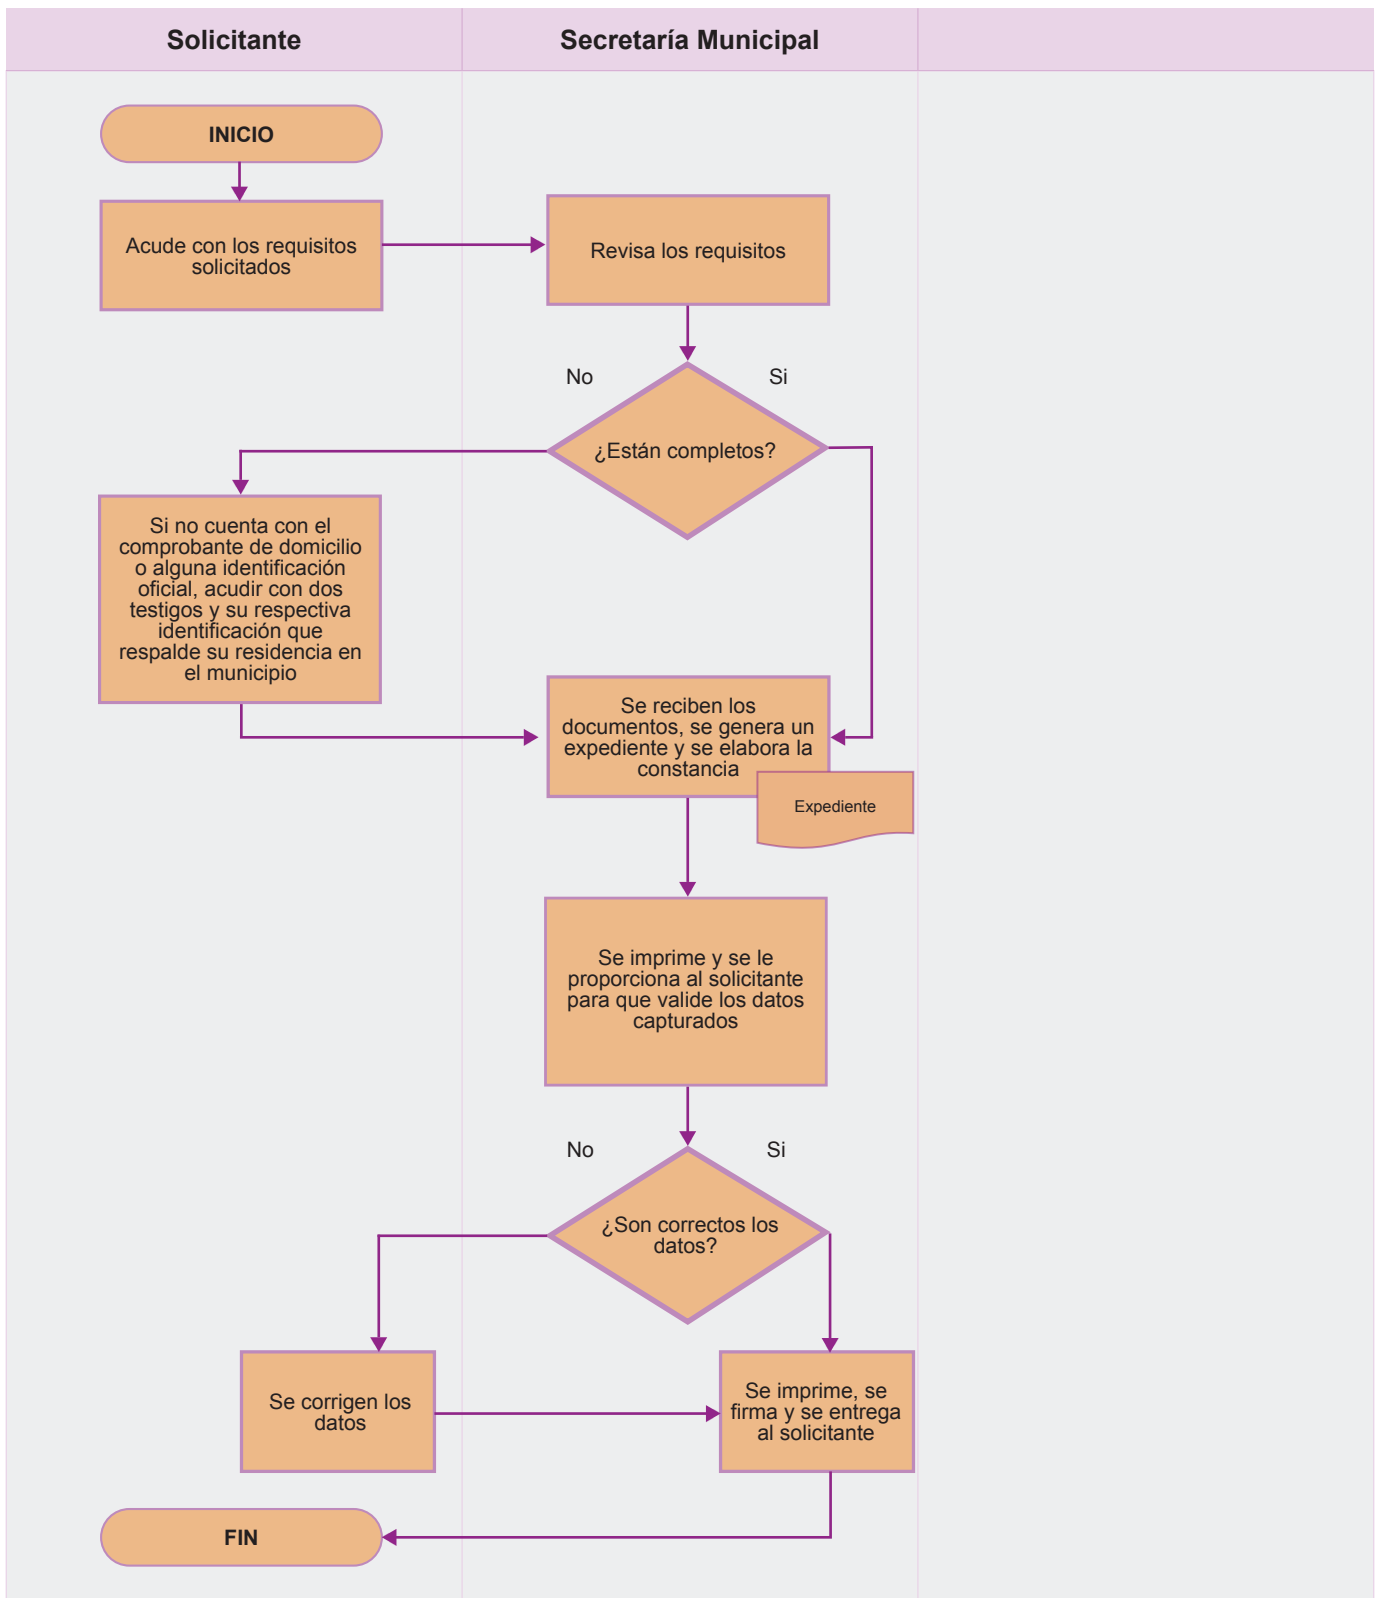 Solicitante
Secretaría Municipal
INICIO
Acude con los requisitos
solicitados
Revisa los requisitos
No
Si
¿Están completos?
Si no cuenta con el
comprobante de domicilio
o alguna identificación
oficial, acudir con dos
testigos y su respectiva
identificación que
respalde su residencia en
el municipio
Se reciben los
documentos, se genera un
expediente y se elabora la
constancia
Expediente
Se imprime y se le
proporciona al solicitante
para que valide los datos
capturados
No
Si
¿Son correctos los
datos?
Se corrigen los
datos
Se imprime, se
firma y se entrega
al solicitante
FIN